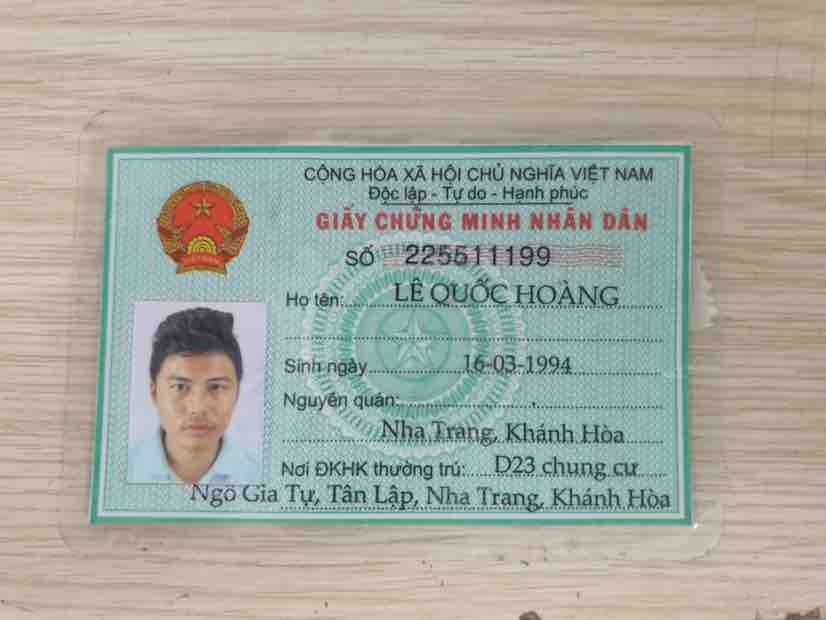 CỘNG HÒA XÃ HỘI CHỦ NGHĨA VIỆT NAM
Độc lập - Tự do - Hạnh phúc
GIẤY CHỨNG MINH NHÂN DÂN
SỐ 225511199
Họ tên: LÊ QUỐC HOÀNG
Sinh ngày 16-03-1994
Nguyên quán:
Nha Trang, Khánh Hòa
Nơi ĐKHK thường trú: D23 chung cư
Ngô Gia Tự, Tân Lập, Nha Trang, Khánh Hòa